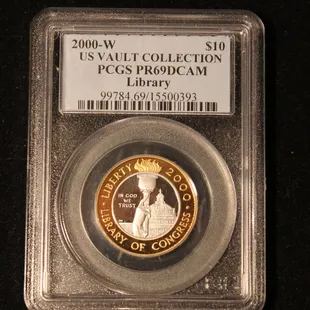 2000-W $10
US VAULT COLLECTION
PCGS PR69DCAM
Library
99784.69/15500393
LIBERTY 2000
IN GOD
WE
TRUST
LIBRARY OF CONGRESS